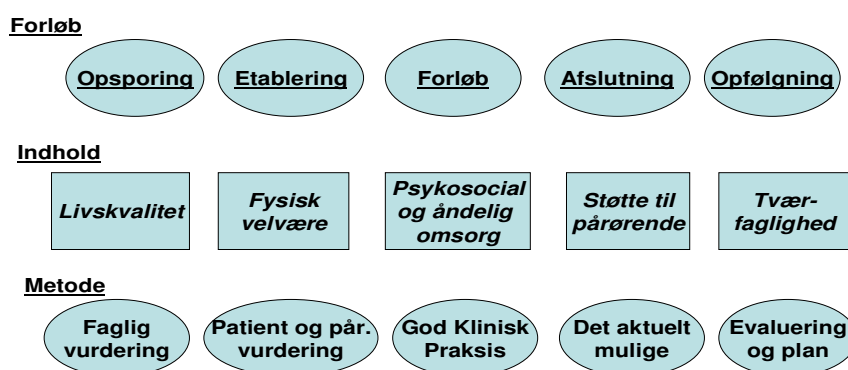 Forløb
Opsporing
Etablering
Forløb
Afslutning
Opfølgning
Indhold
Livskvalitet
Fysisk
velvære
Psykosocial
og åndelig
omsorg
Støtte til
pårørende
Tvær-
faglighed
Metode
Faglig
vurdering
Patient og pår.
vurdering
God Klinisk
Praksis
Det aktuelt
mulige
Evaluering
og plan